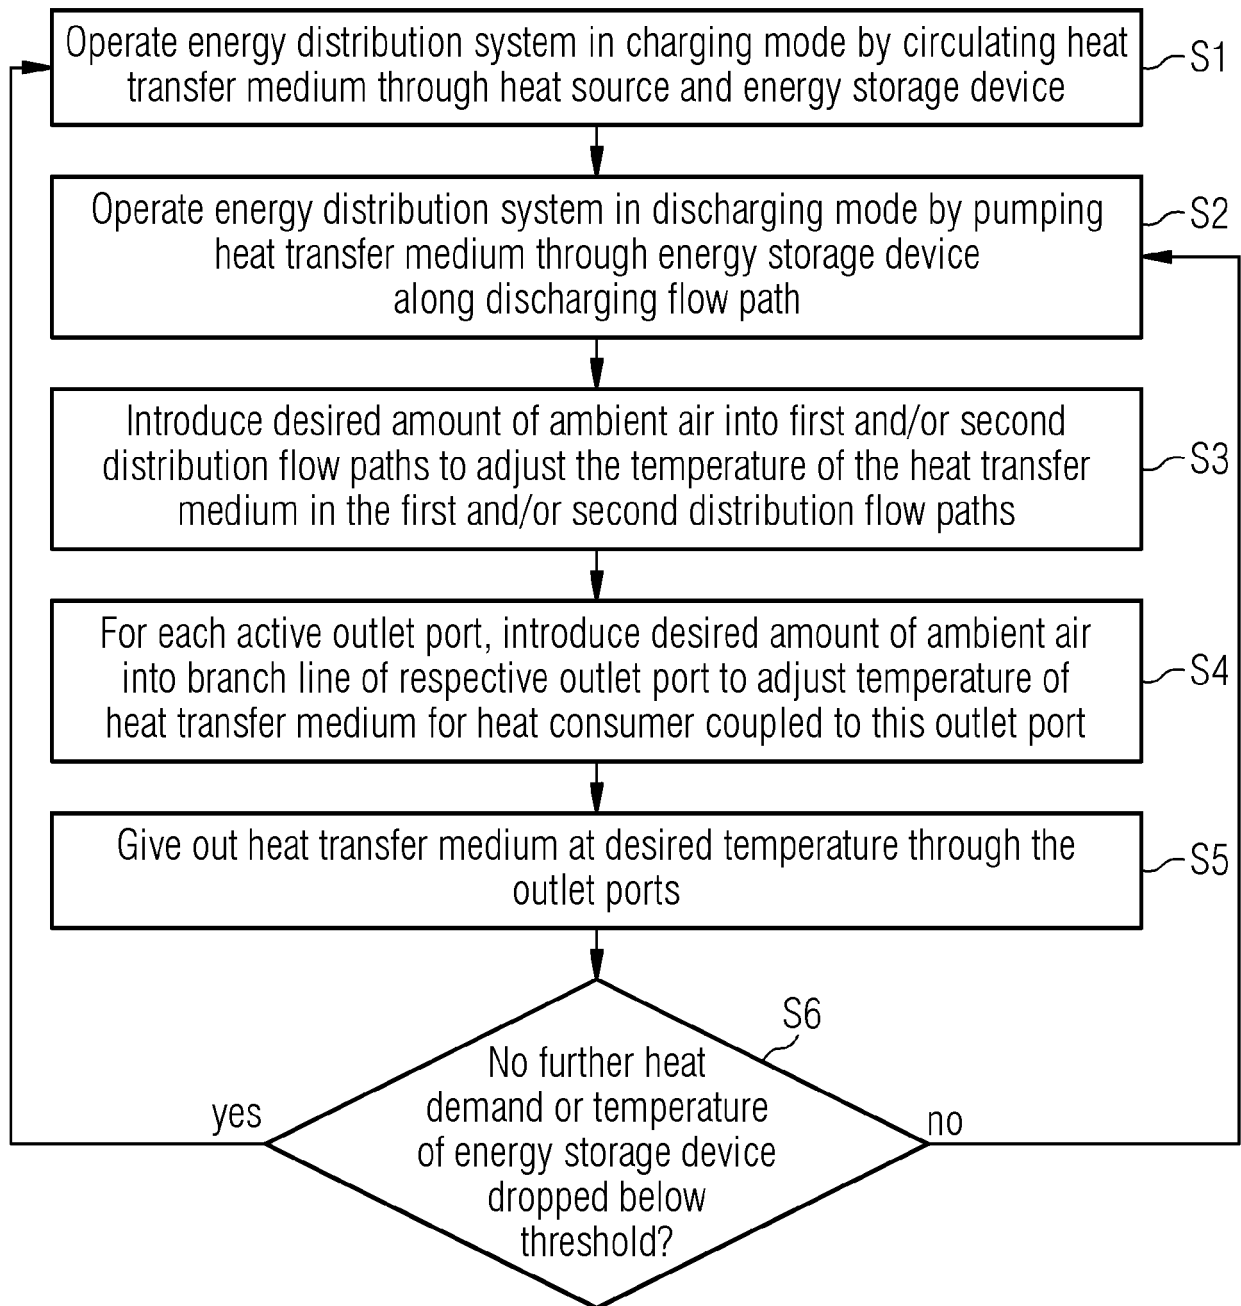 Operate energy distribution system in charging mode by circulating heat
transfer medium through heat source and energy storage device
S1
Operate energy distribution system in discharging mode by pumping
heat transfer medium through energy storage device
along discharging flow path
S2
Introduce desired amount of ambient air into first and/or second
distribution flow paths to adjust the temperature of the heat transfer
medium in the first and/or second distribution flow paths
S3
For each active outlet port, introduce desired amount of ambient air
into branch line of respective outlet port to adjust temperature of
heat transfer medium for heat consumer coupled to this outlet port
S4
Give out heat transfer medium at desired temperature through the
outlet ports
S5
S6
No further heat
demand or temperature
of energy storage device
dropped below
threshold?
yes
no